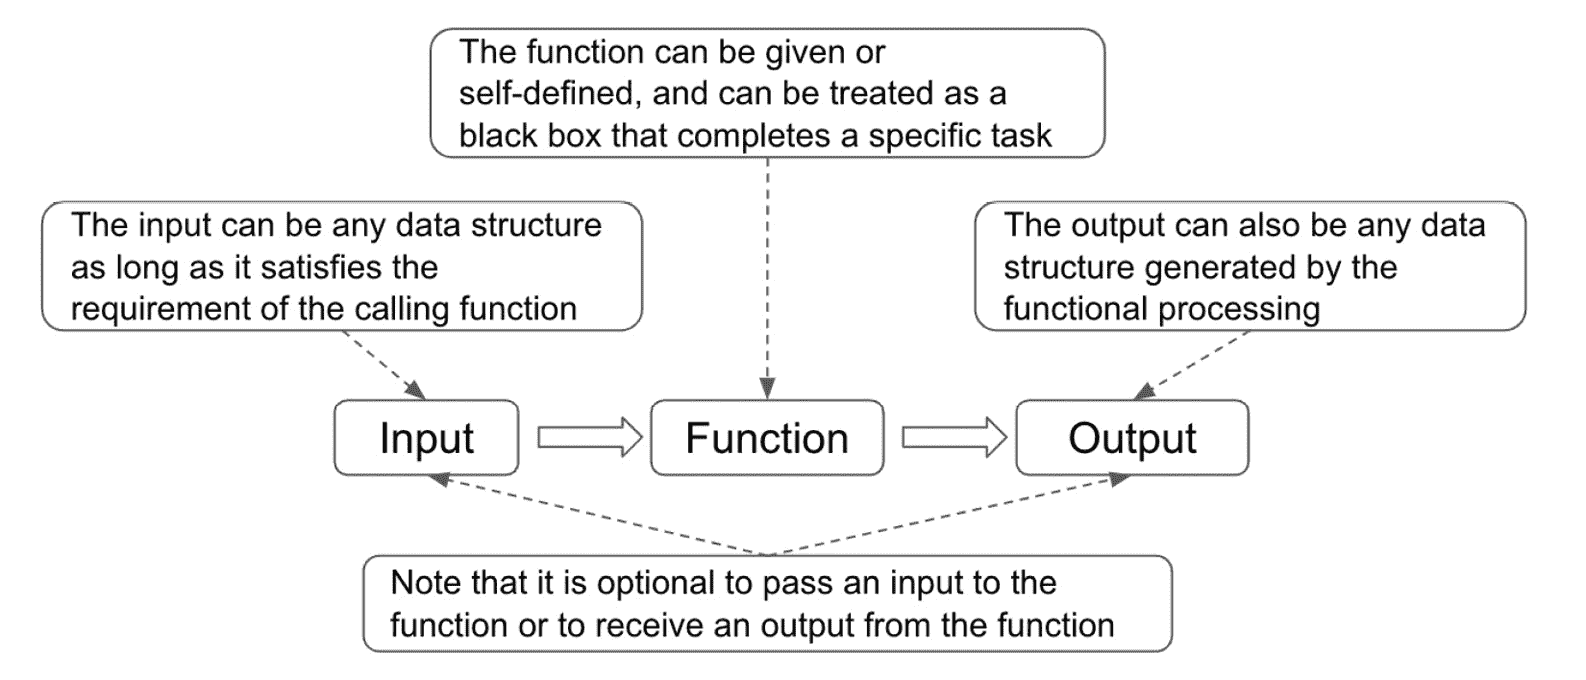 The function can be given or
self-defined, and can be treated as a
black box that completes a specific task
The input can be any data structure
as long as it satisfies the
requirement of the calling function
The output can also be any data
structure generated by the
functional processing
Input
Function
Output
Note that it is optional to pass an input to the
function or to receive an output from the function